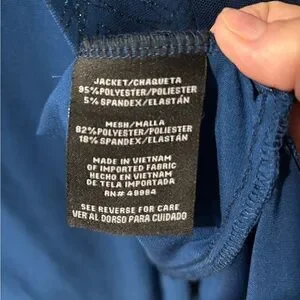 JACKET/CHAQUETA
95% POLYESTER/POLIESTER
5% SPANDEX/ELASTÁN
MESH/MALLA
82% POLYESTER/POLIESTER
18% SPANDEX/ELASTÁN
MADE IN VIETNAM
OF IMPORTED FABRIC
HECHO EN VIETNAM
DE TELA IMPORTADA
RN# 48984
SEE REVERSE FOR CARE
VER AL DORSO PARA CUIDADO